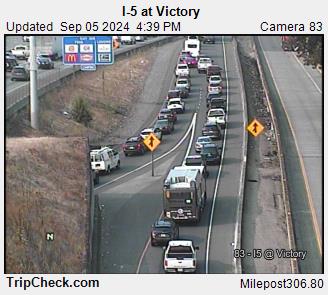 I-5 at Victory
Updated  Sep 05 2024  4:39 PM    Camera 83
N
83 - I5 @ Victory
TripCheck.com    Milepost306.80